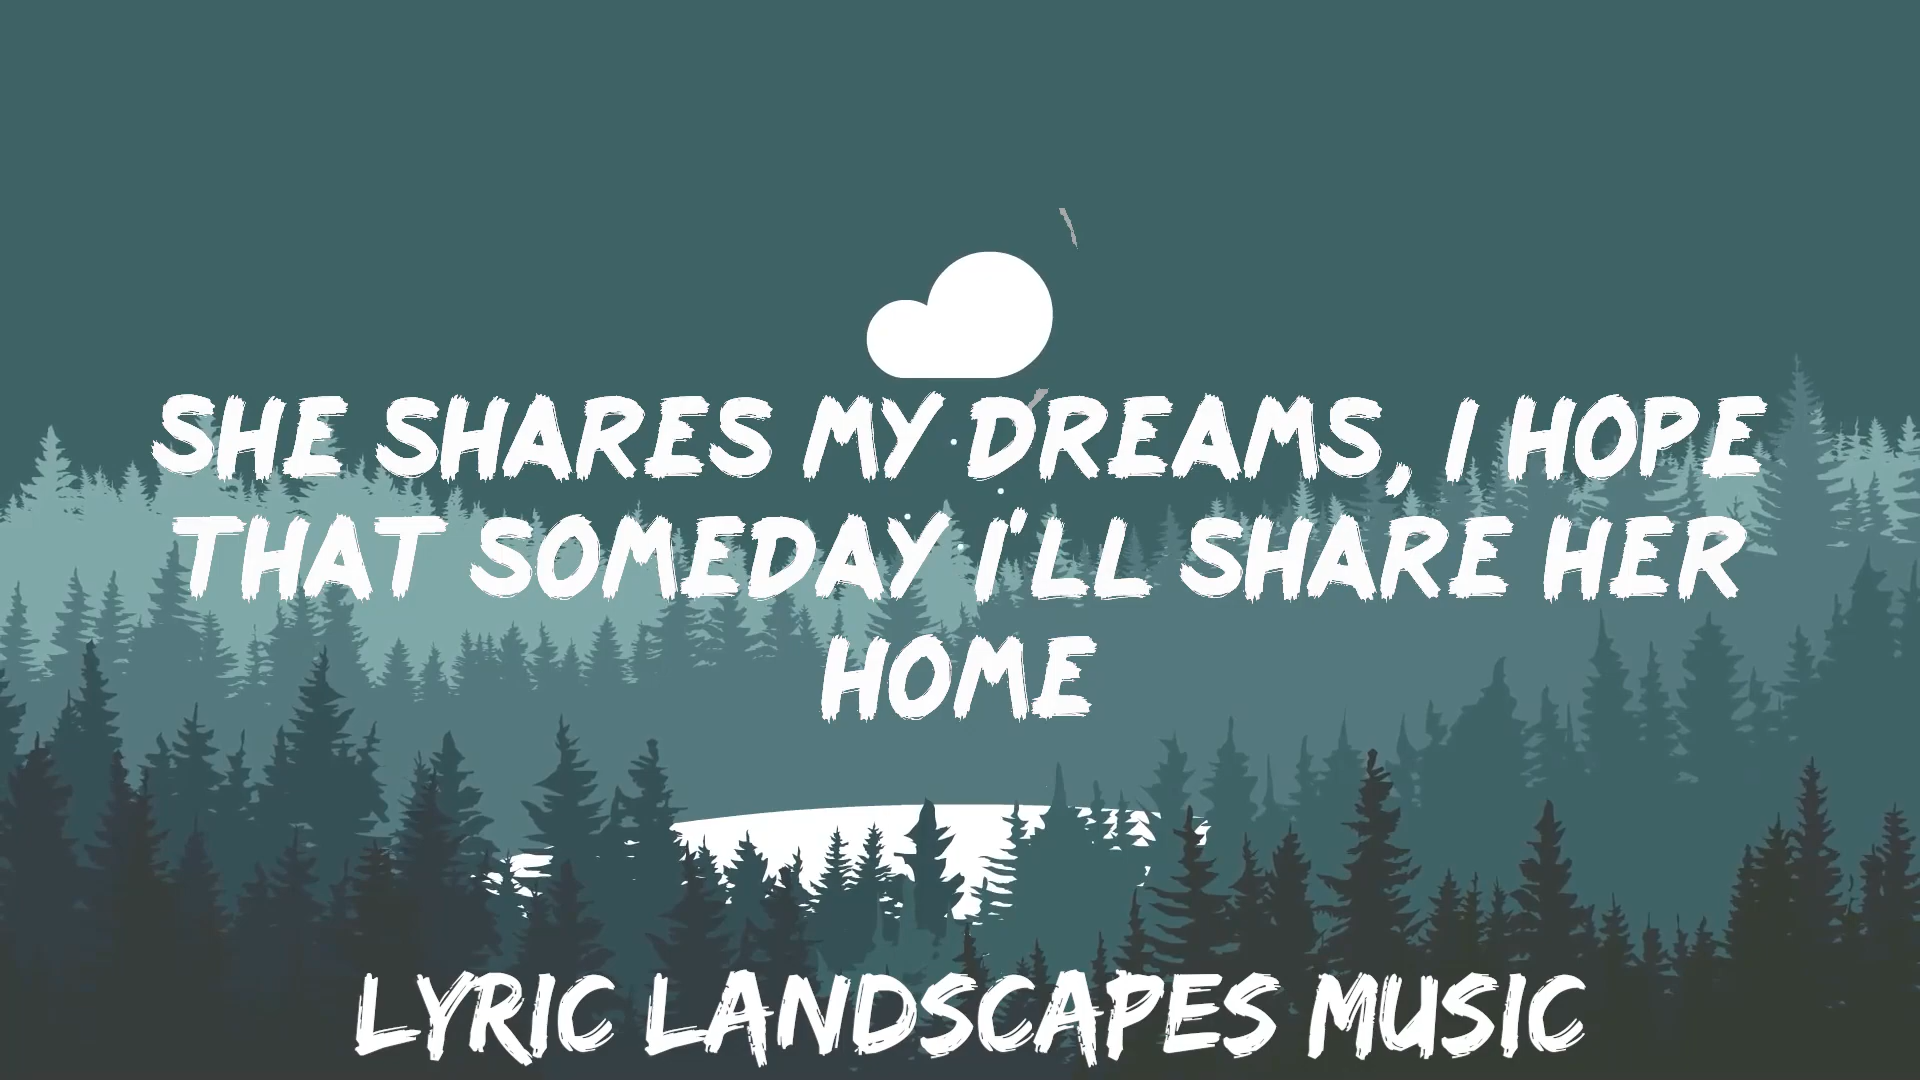 SHE SHARES MY DREAMS, I HOPE
THAT SOMEDAY I'LL SHARE HER
HOME
LYRIC LANDSCAPES MUSIC